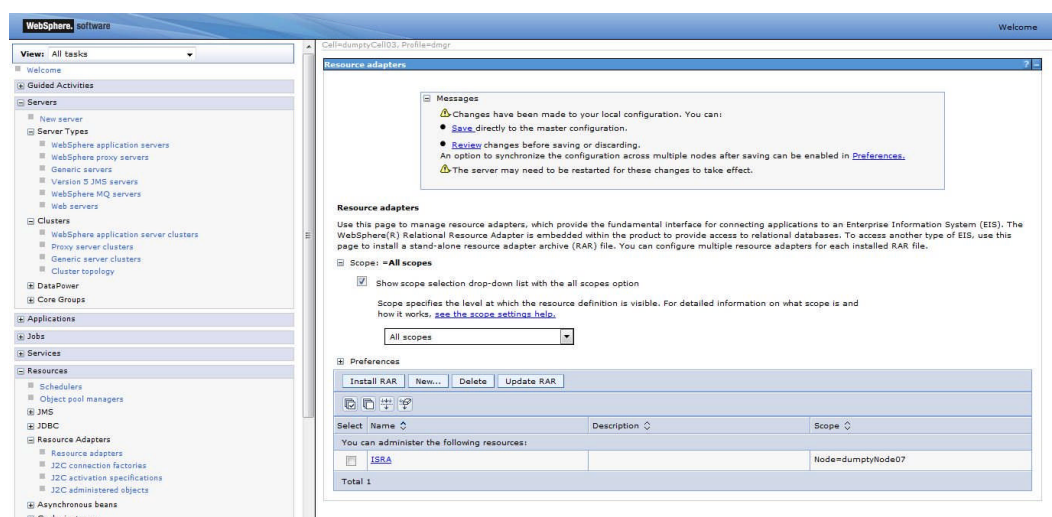 WebSphere. software
Welcome
View: All tasks
Welcome
Guided Activities
Servers
New server
Server Types
WebSphere application servers
WebSphere proxy servers
Generic servers
Version 5 JMS servers
WebSphere MQ servers
Web servers
Clusters
WebSphere application server clusters
Proxy server clusters
Generic server clusters
Cluster topology
DataPower
Core Groups
Applications
Jobs
Services
Resources
Schedulers
Object pool managers
JMS
JDBC
Resource Adapters
Resource adapters
J2C connection factories
J2C activation specifications
J2C administered objects
Asynchronous beans
Cell=dumptyCell03, Profile=dmgr
Resource adapters ? –
Messages
Changes have been made to your local configuration. You can:
Save directly to the master configuration.
Review changes before saving or discarding.
An option to synchronize the configuration across multiple nodes after saving can be enabled in Preferences.
The server may need to be restarted for these changes to take effect.
Resource adapters
Use this page to manage resource adapters, which provide the fundamental interface for connecting applications to an Enterprise Information System (EIS). The
WebSphere(R) Relational Resource Adapter is embedded within the product to provide access to relational databases. To access another type of EIS, use this
page to install a stand-alone resource adapter archive (RAR) file. You can configure multiple resource adapters for each installed RAR file.
Scope: =All scopes
Show scope selection drop-down list with the all scopes option
Scope specifies the level at which the resource definition is visible. For detailed information on what scope is and
how it works, see the scope settings help.
All scopes
Preferences
Install RAR New... Delete Update RAR
Select Name Description Scope
You can administer the following resources:
ISRA Node=dumptyNode07
Total 1